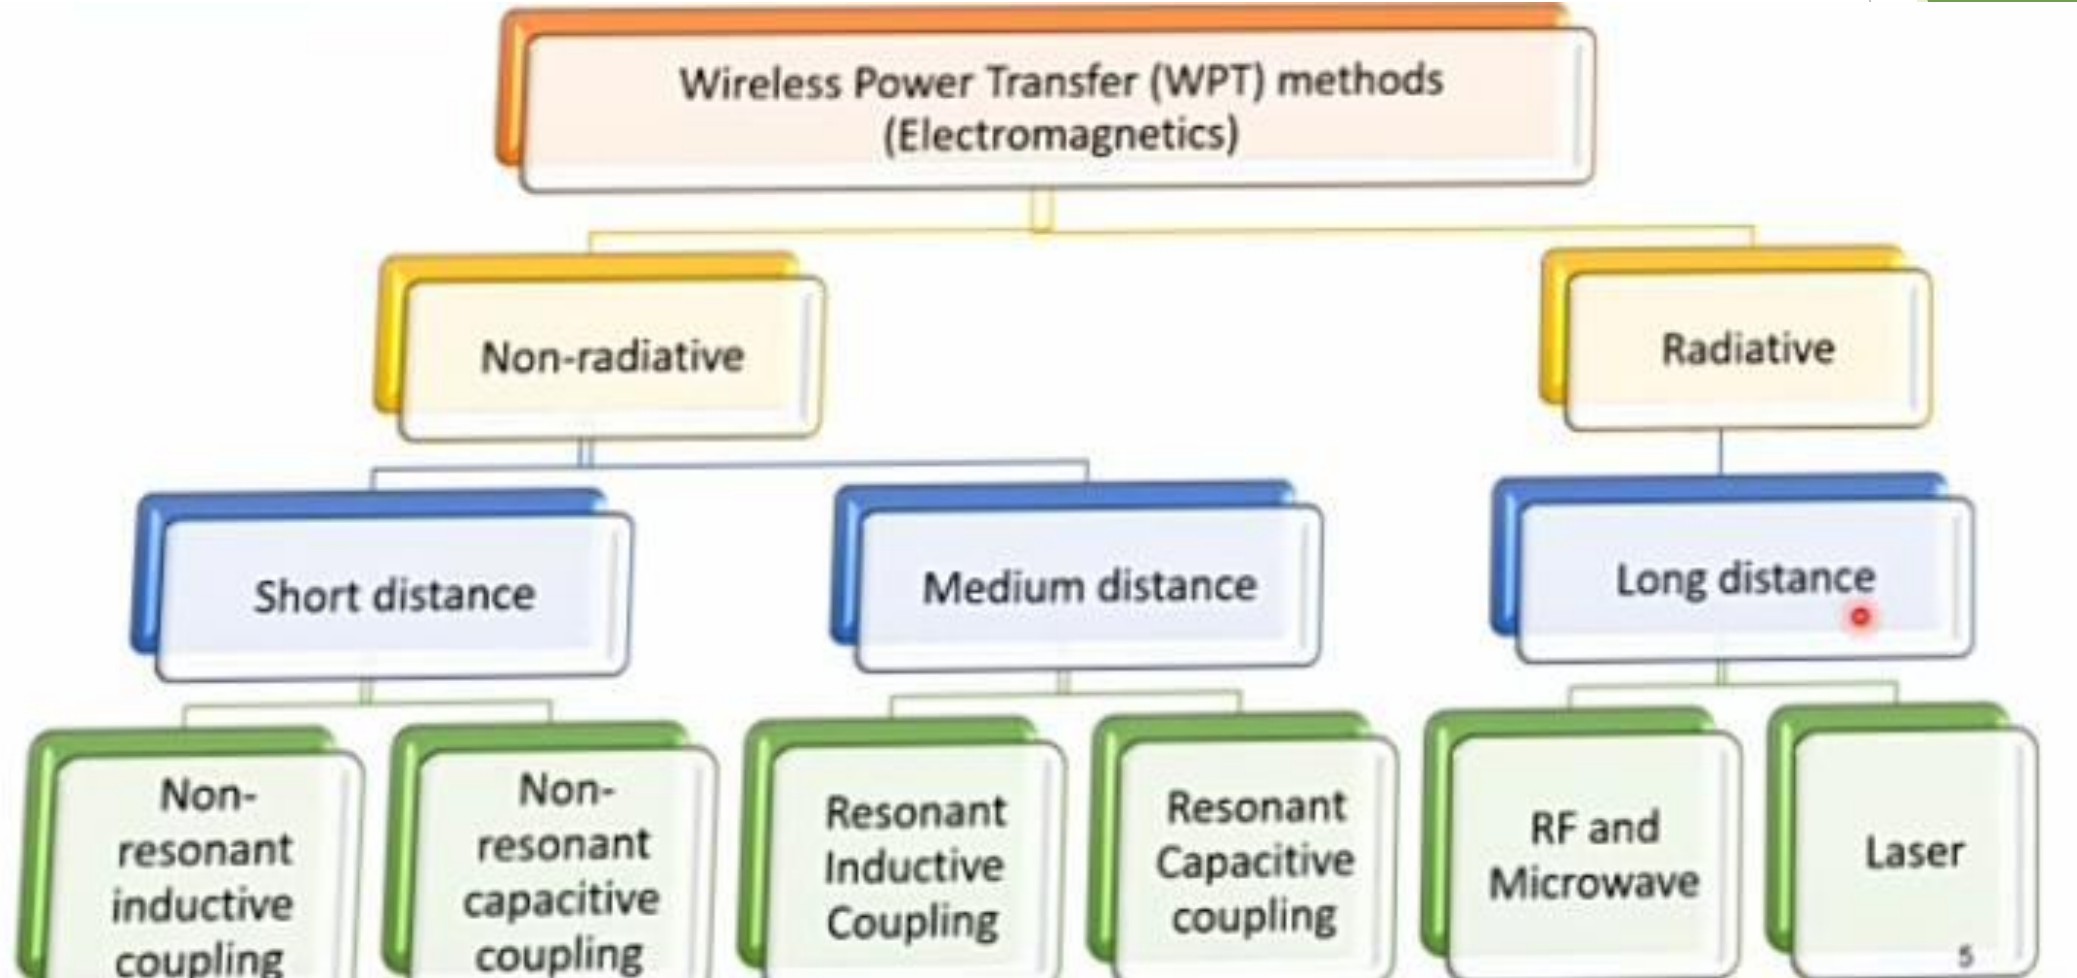 Wireless Power Transfer (WPT) methods
(Electromagnetics)
Non-radiative
Radiative
Short distance
Medium distance
Long distance
Non-
resonant
inductive
coupling
Non-
resonant
capacitive
coupling
Resonant
Inductive
Coupling
Resonant
Capacitive
coupling
RF and
Microwave
Laser
5